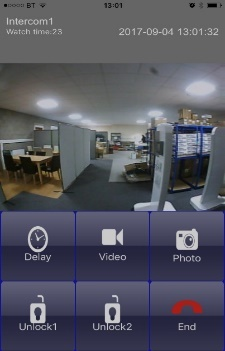 BT 13:01
Intercom1
Watch time:23
2017-09-04 13:01:32
Delay
Video
Photo
Unlock1
Unlock2
End